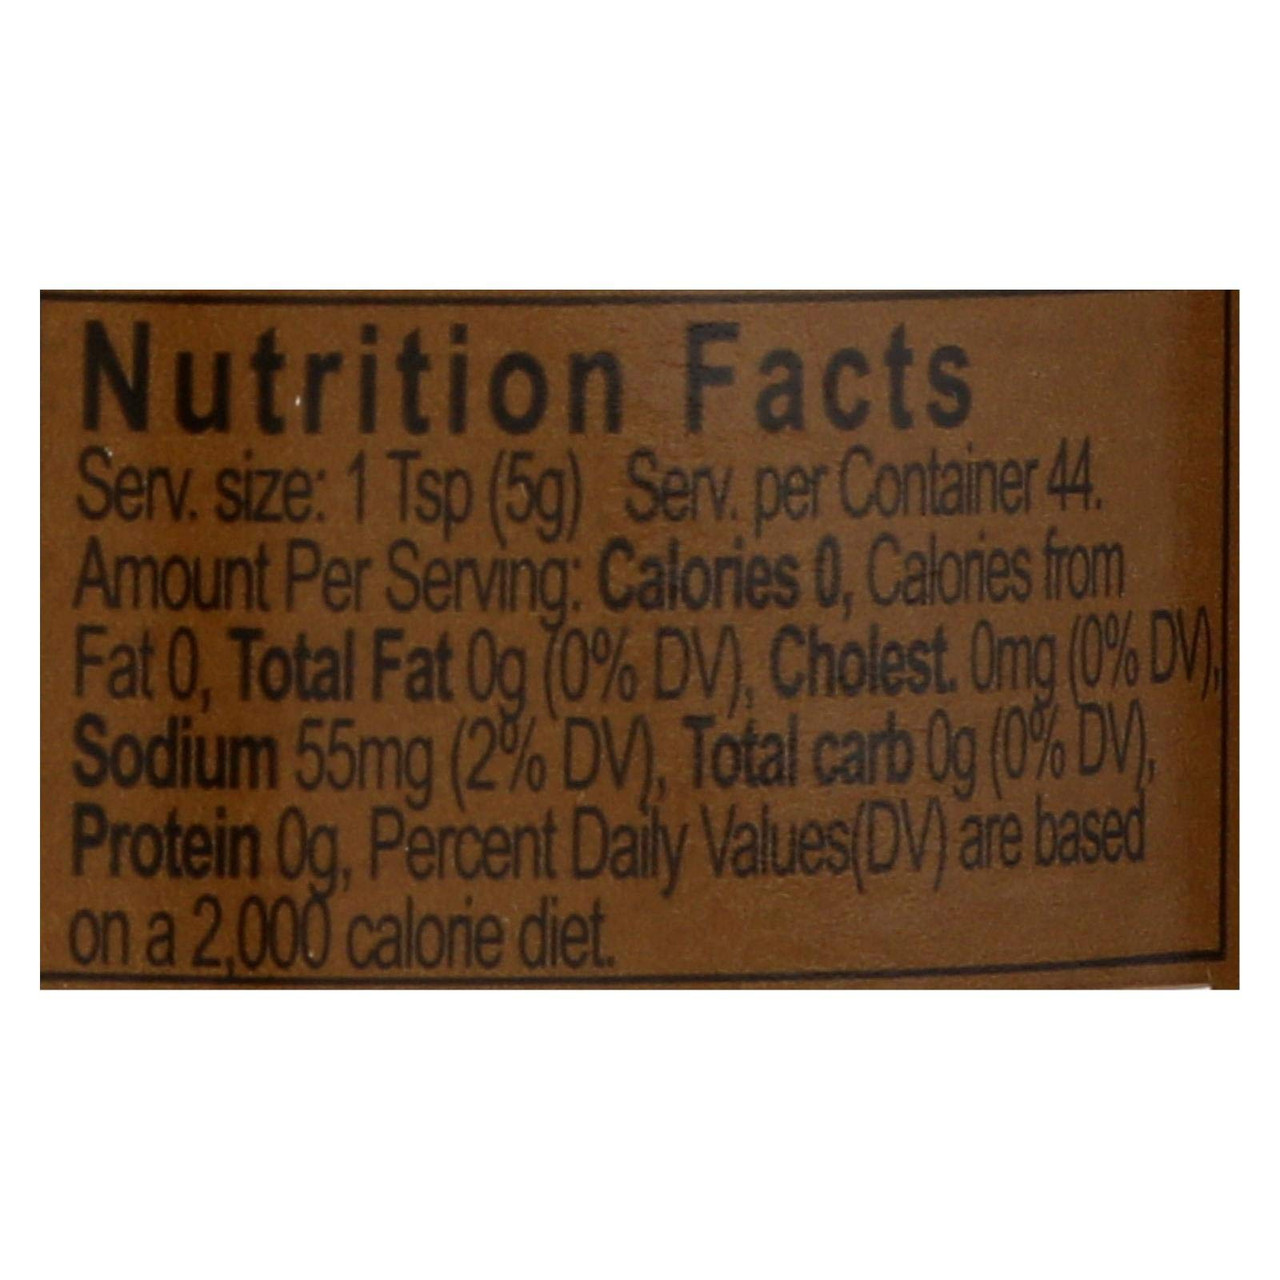 Nutrition Facts
Serv. size: 1 Tsp (5g) Serv. per Container 44.
Amount Per Serving: Calories 0, Calories from
Fat 0, Total Fat 0g (0% DV), Cholest. 0mg (0% DV),
Sodium 55mg (2% DV), Total carb 0g (0% DV),
Protein 0g, Percent Daily Values(DV) are based
on a 2,000 calorie diet.